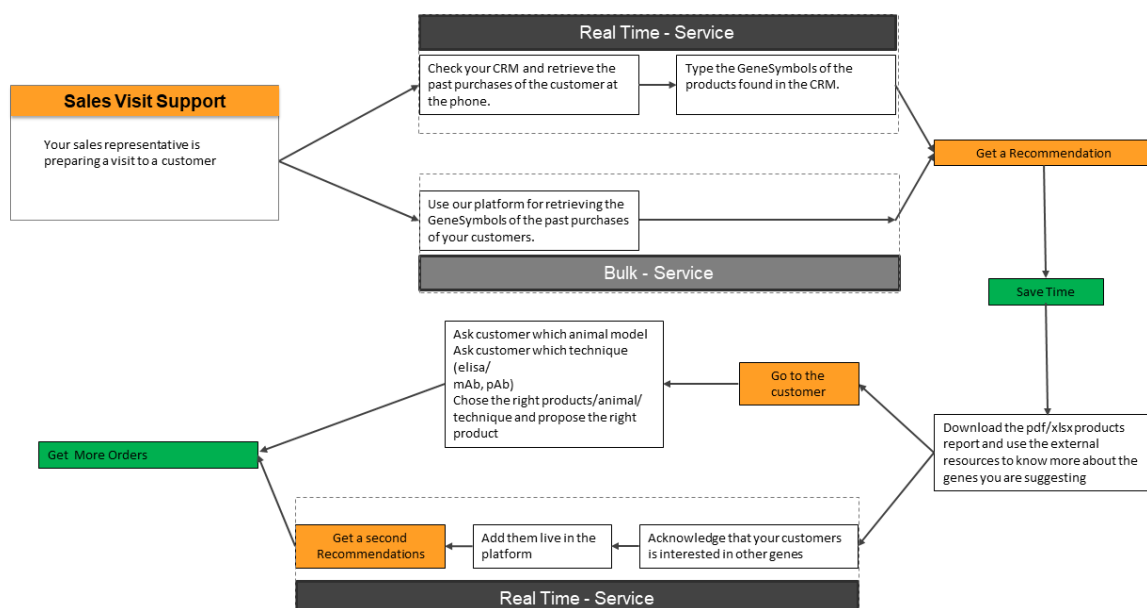 Real Time - Service
Sales Visit Support
Your sales representative is
preparing a visit to a customer
Check your CRM and retrieve the
past purchases of the customer at
the phone.
Type the GeneSymbols of the
products found in the CRM.
Get a Recommendation
Use our platform for retrieving the
GeneSymbols of the past purchases
of your customers.
Bulk - Service
Save Time
Ask customer which animal model
Ask customer which technique
(elisa/
mAb, pAb)
Chose the right products/animal/
technique and propose the right
product
Go to the
customer
Download the pdf/xlsx products
report and use the external
resources to know more about the
genes you are suggesting
Get  More Orders
Get a second
Recommendations
Add them live in the
platform
Acknowledge that your customers
is interested in other genes
Real Time - Service